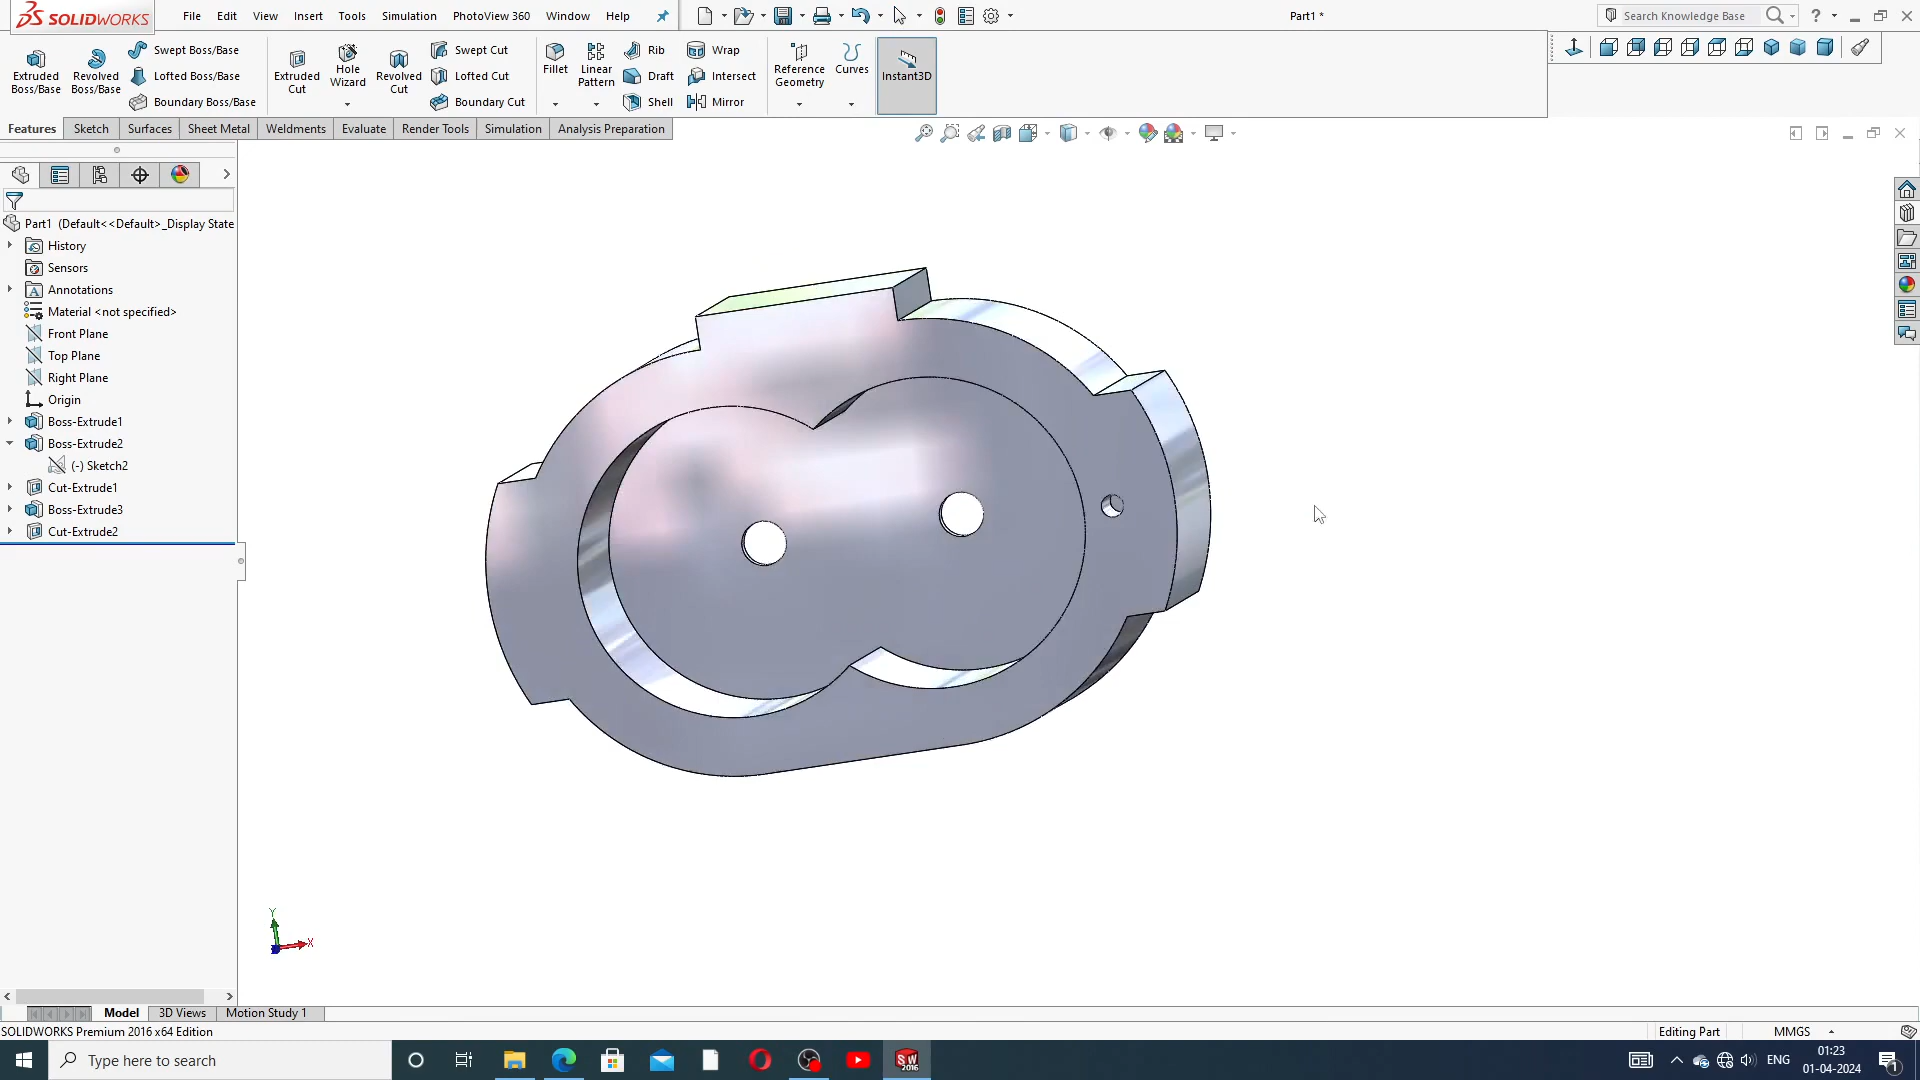 SOLIDWORKS File Edit View Insert Tools Simulation PhotoView 360 Window Help Part1 * Search Knowledge Base ?
Extruded Boss/Base
Revolved Boss/Base
Swept Boss/Base
Lofted Boss/Base
Boundary Boss/Base
Extruded Cut
Hole Wizard
Revolved Cut
Swept Cut
Lofted Cut
Boundary Cut
Fillet
Linear Pattern
Rib
Draft
Shell
Wrap
Intersect
Mirror
Reference Geometry
Curves
Instant3D
Features Sketch Surfaces Sheet Metal Weldments Evaluate Render Tools Simulation Analysis Preparation
Part1 (Default<<Default>_Display State
History
Sensors
Annotations
Material <not specified>
Front Plane
Top Plane
Right Plane
Origin
Boss-Extrude1
Boss-Extrude2
(-) Sketch2
Cut-Extrude1
Boss-Extrude3
Cut-Extrude2
Y
X
Model 3D Views Motion Study 1
SOLIDWORKS Premium 2016 x64 Edition Editing Part MMGS
Type here to search
SW
2016
ENG
01:23
01-04-2024
1